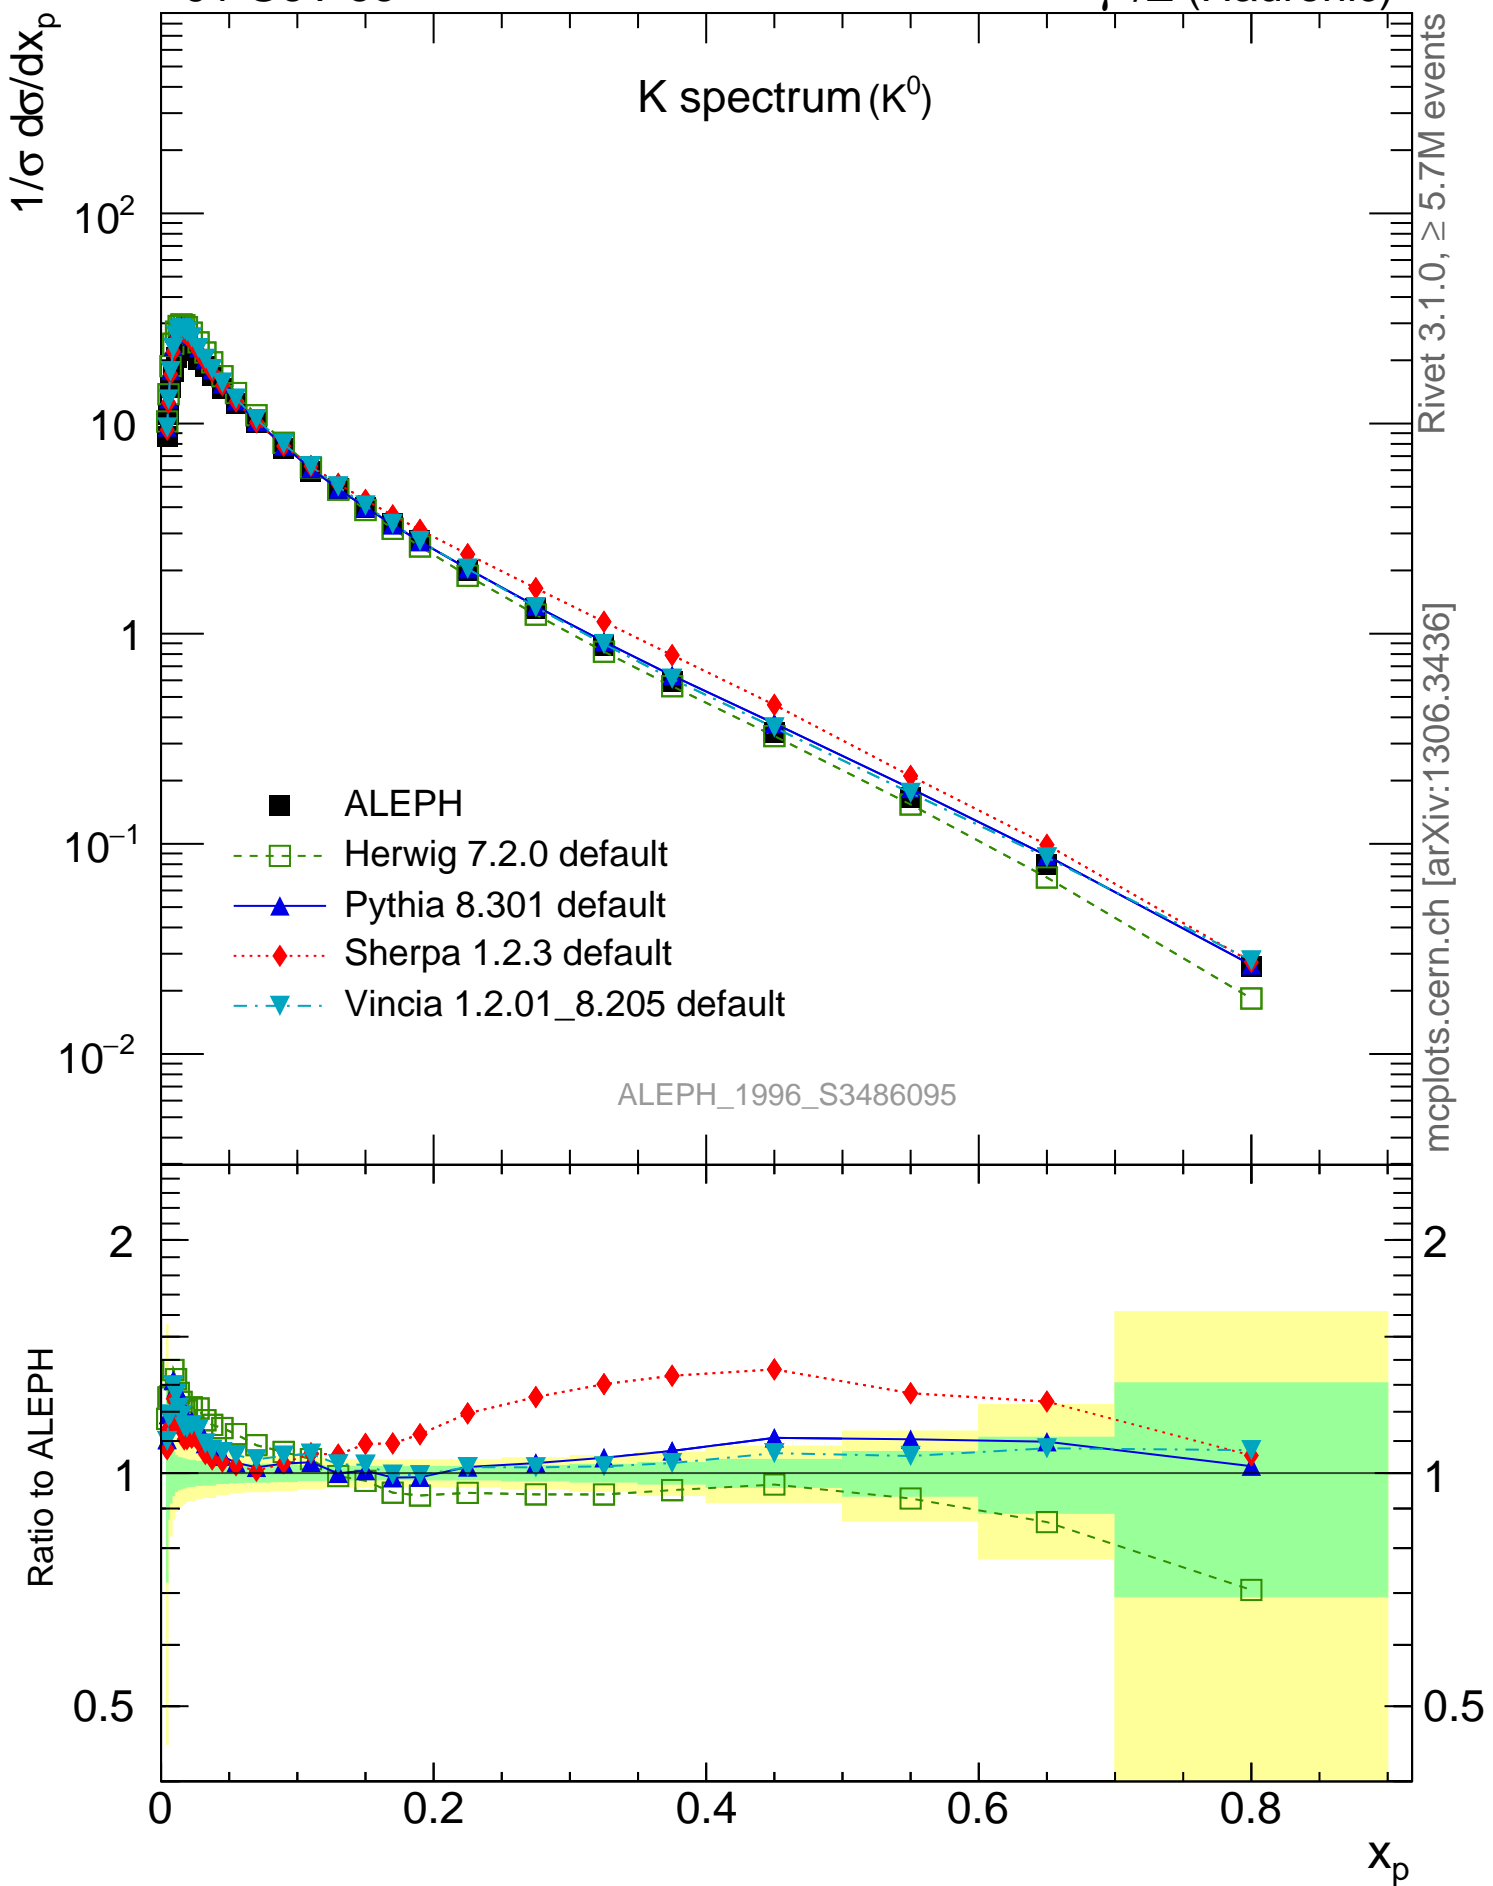 1/σ dσ/dx_p
K spectrum (K⁰)
10²
10
1
10⁻¹
10⁻²
ALEPH
Herwig 7.2.0 default
Pythia 8.301 default
Sherpa 1.2.3 default
Vincia 1.2.01_8.205 default
ALEPH_1996_S3486095
Rivet 3.1.0, ≥ 5.7M events
mcplots.cern.ch [arXiv:1306.3436]
Ratio to ALEPH
2
1
0.5
2
1
0.5
0 0.2 0.4 0.6 0.8
x_p